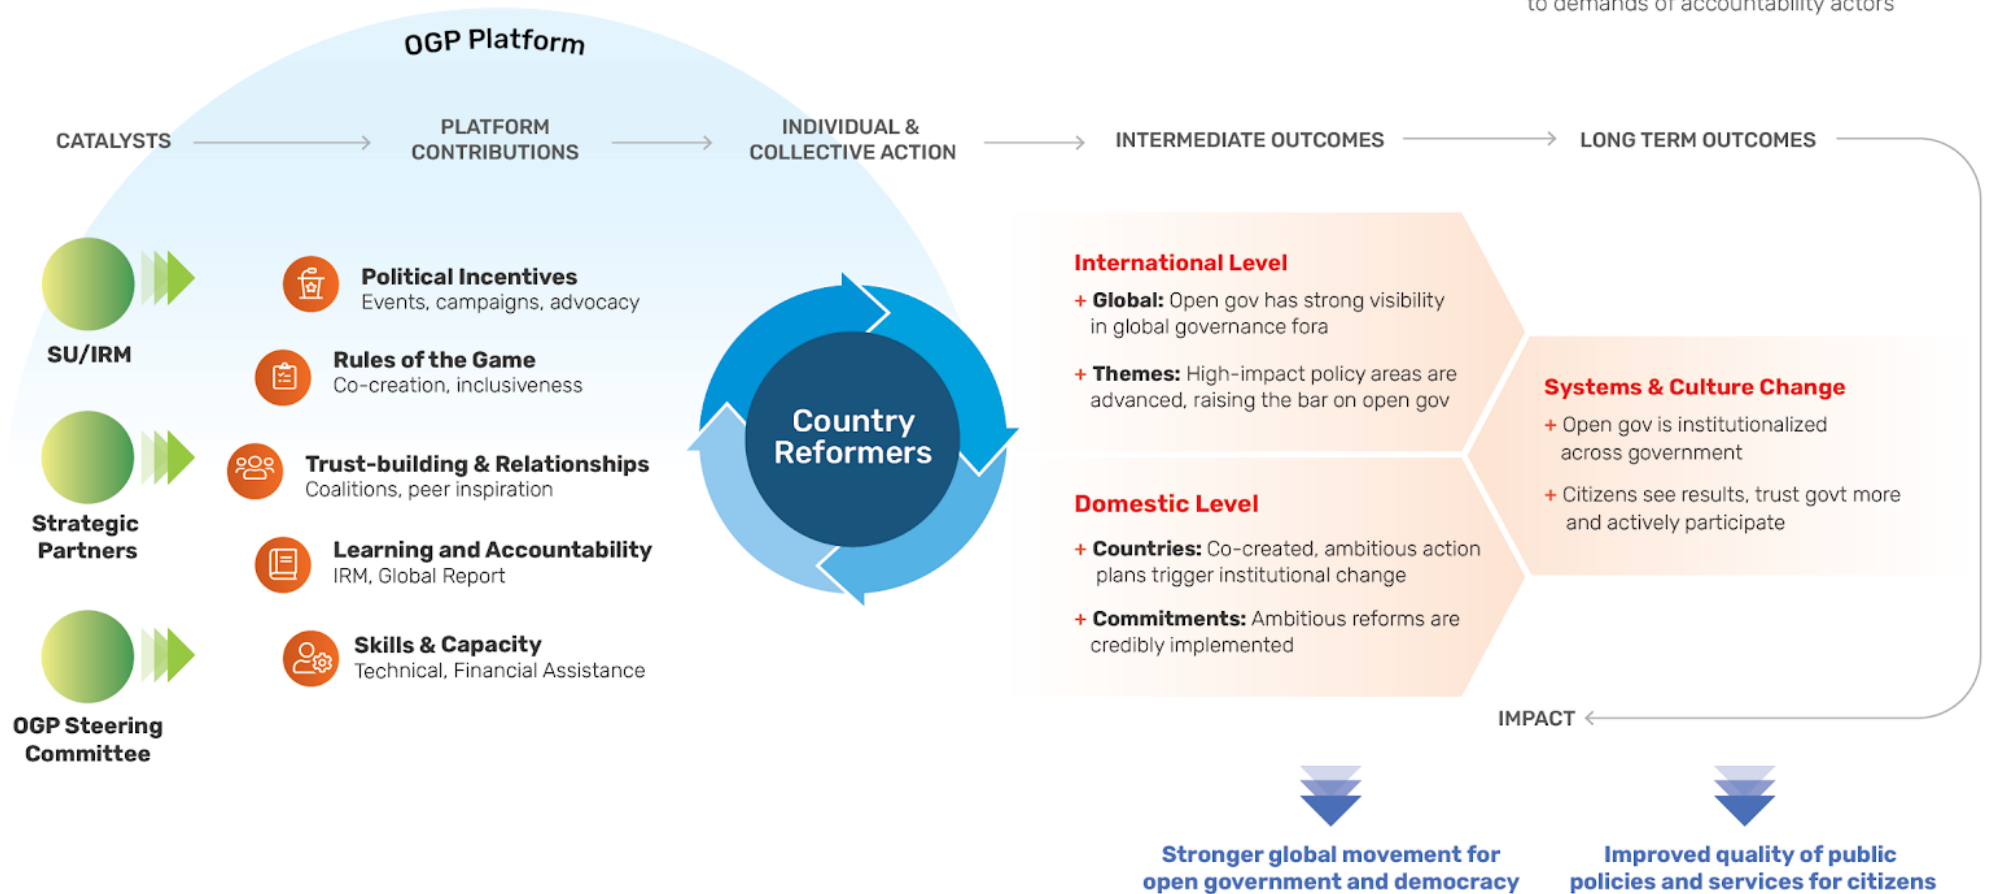 to demands of accountability actors
OGP Platform
CATALYSTS
PLATFORM
CONTRIBUTIONS
INDIVIDUAL &
COLLECTIVE ACTION
INTERMEDIATE OUTCOMES
LONG TERM OUTCOMES
SU/IRM
Strategic
Partners
OGP Steering
Committee
Political Incentives
Events, campaigns, advocacy
Rules of the Game
Co-creation, inclusiveness
Trust-building & Relationships
Coalitions, peer inspiration
Learning and Accountability
IRM, Global Report
Skills & Capacity
Technical, Financial Assistance
Country
Reformers
International Level
+ Global: Open gov has strong visibility
in global governance fora
+ Themes: High-impact policy areas are
advanced, raising the bar on open gov
Domestic Level
+ Countries: Co-created, ambitious action
plans trigger institutional change
+ Commitments: Ambitious reforms are
credibly implemented
Systems & Culture Change
+ Open gov is institutionalized
across government
+ Citizens see results, trust govt more
and actively participate
IMPACT
Stronger global movement for
open government and democracy
Improved quality of public
policies and services for citizens